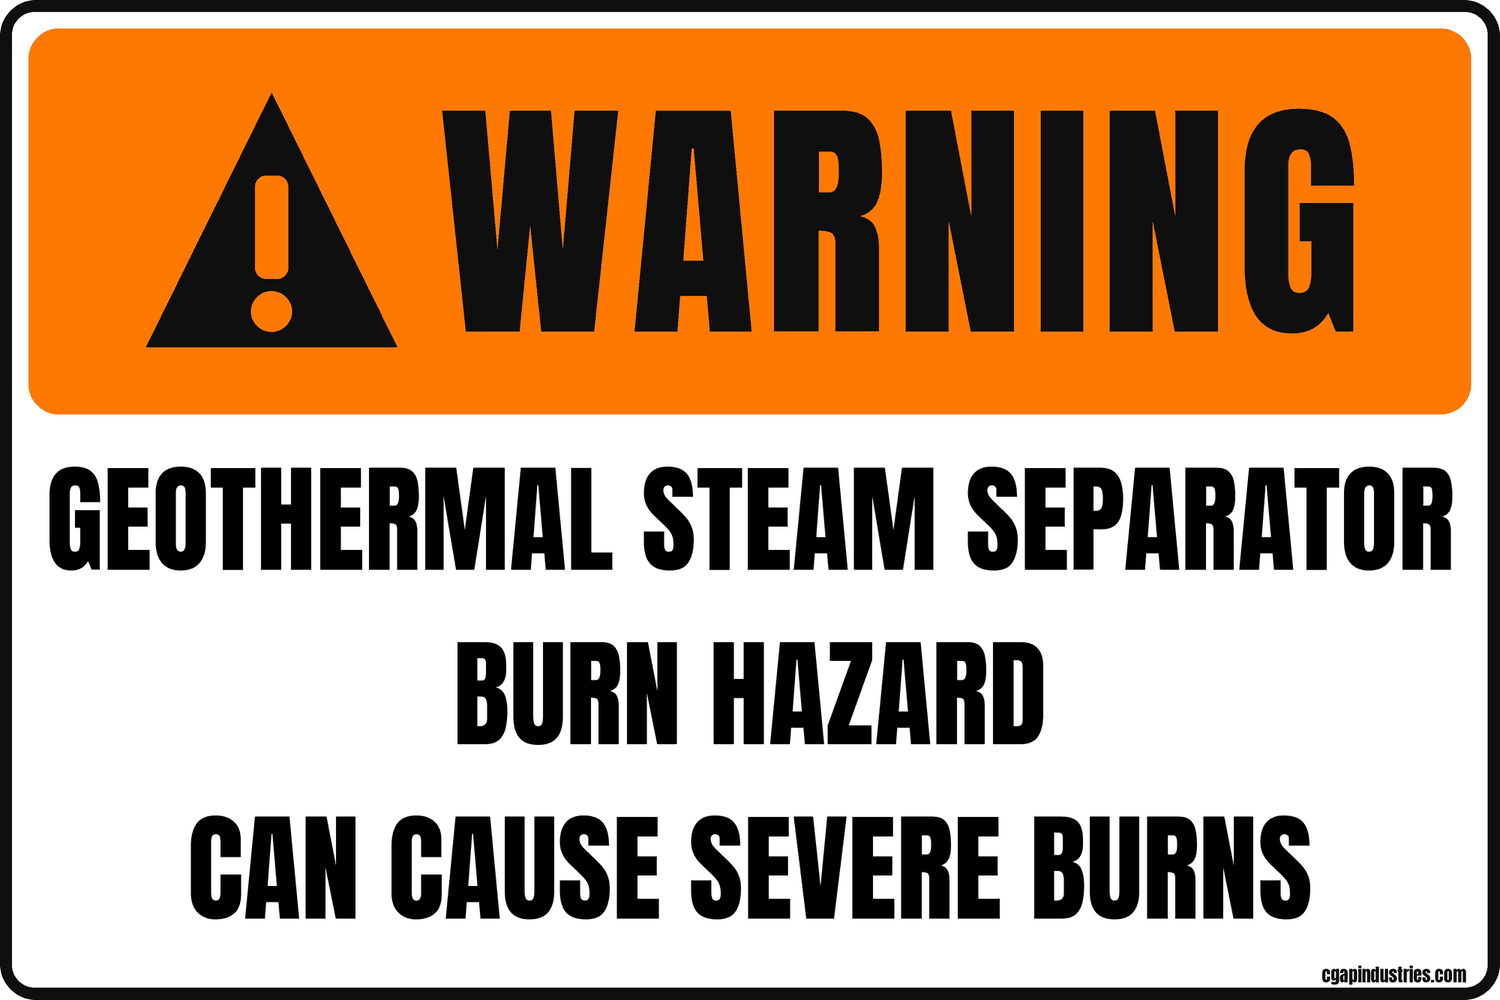 WARNING
GEOTHERMAL STEAM SEPARATOR
BURN HAZARD
CAN CAUSE SEVERE BURNS
cgapindustries.com